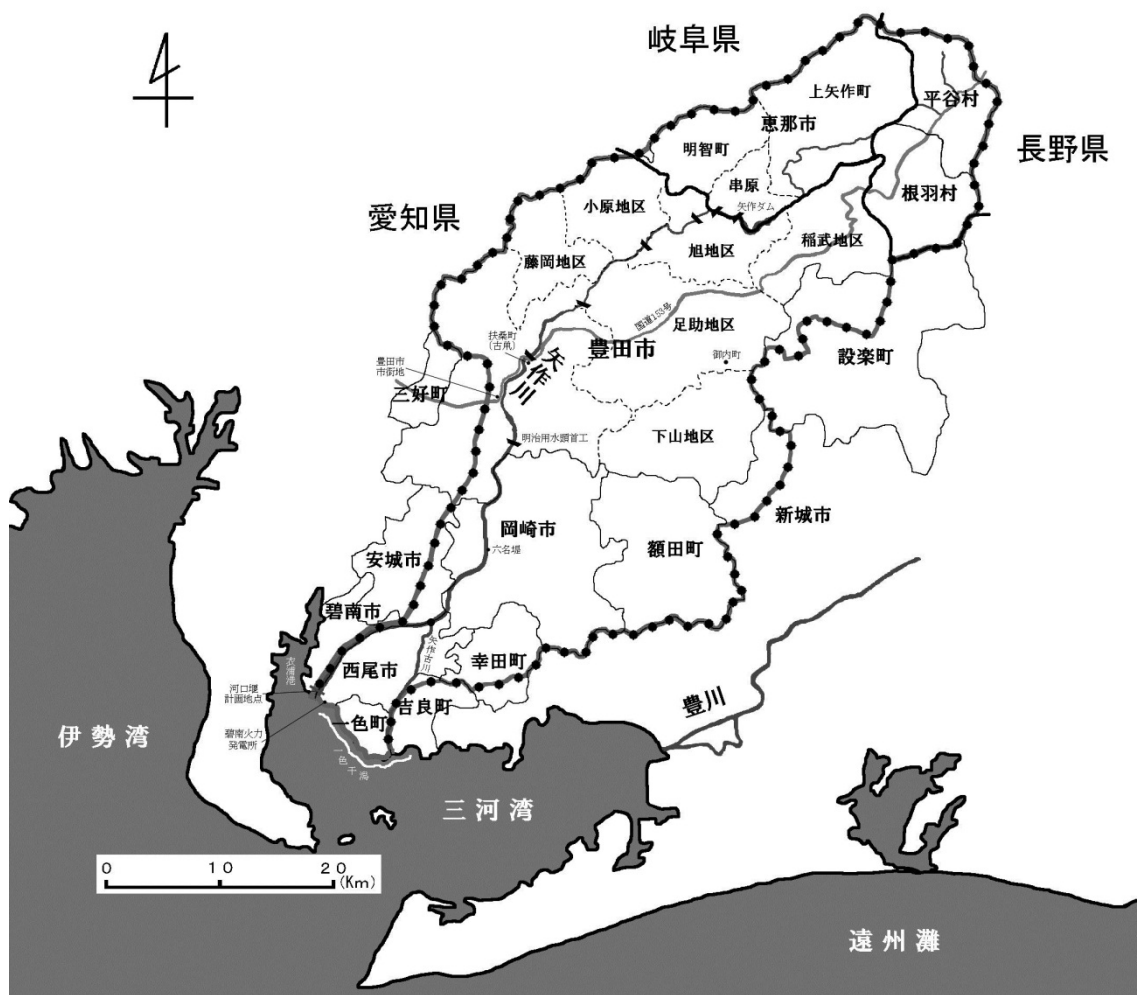 岐阜県
上矢作町
平谷村
恵那市
明智町
長野県
串原
根羽村
矢作ダム
小原地区
愛知県
旭地区
稲武地区
藤岡地区
国道153号
足助地区
扶桑町
(古鼡)
豊田市
御内町
設楽町
豊田市
市街地
矢作川
三好町
明治用水頭首工
下山地区
新城市
岡崎市
六名堤
額田町
安城市
碧南市
矢作古川
幸田町
衣浦港
西尾市
河口堰
計画地点
吉良町
豊川
一色町
碧南火力
発電所
一色干潟
伊勢湾
三河湾
0 10 20
(Km)
遠州灘